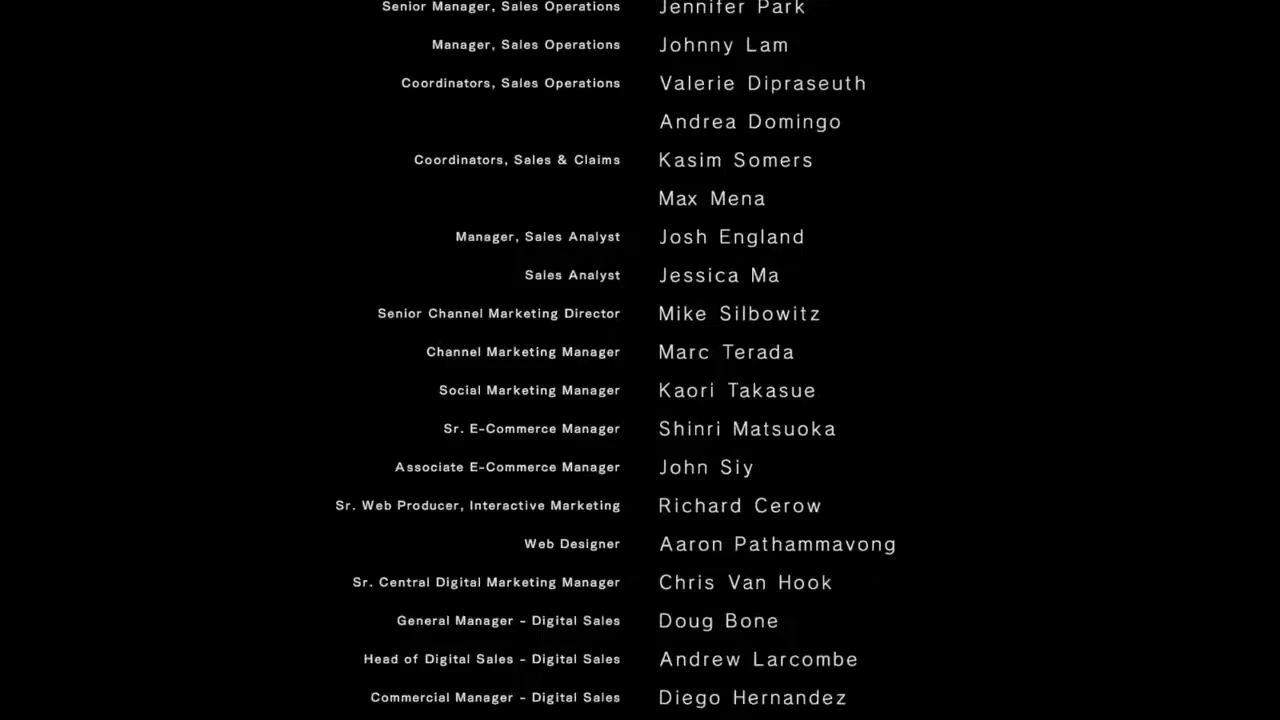 Senior Manager, Sales Operations Jennifer Park
Manager, Sales Operations Johnny Lam
Coordinators, Sales Operations Valerie Dipraseuth
Andrea Domingo
Coordinators, Sales & Claims Kasim Somers
Max Mena
Manager, Sales Analyst Josh England
Sales Analyst Jessica Ma
Senior Channel Marketing Director Mike Silbowitz
Channel Marketing Manager Marc Terada
Social Marketing Manager Kaori Takasue
Sr. E-Commerce Manager Shinri Matsuoka
Associate E-Commerce Manager John Siy
Sr. Web Producer, Interactive Marketing Richard Cerow
Web Designer Aaron Pathammavong
Sr. Central Digital Marketing Manager Chris Van Hook
General Manager - Digital Sales Doug Bone
Head of Digital Sales - Digital Sales Andrew Larcombe
Commercial Manager - Digital Sales Diego Hernandez